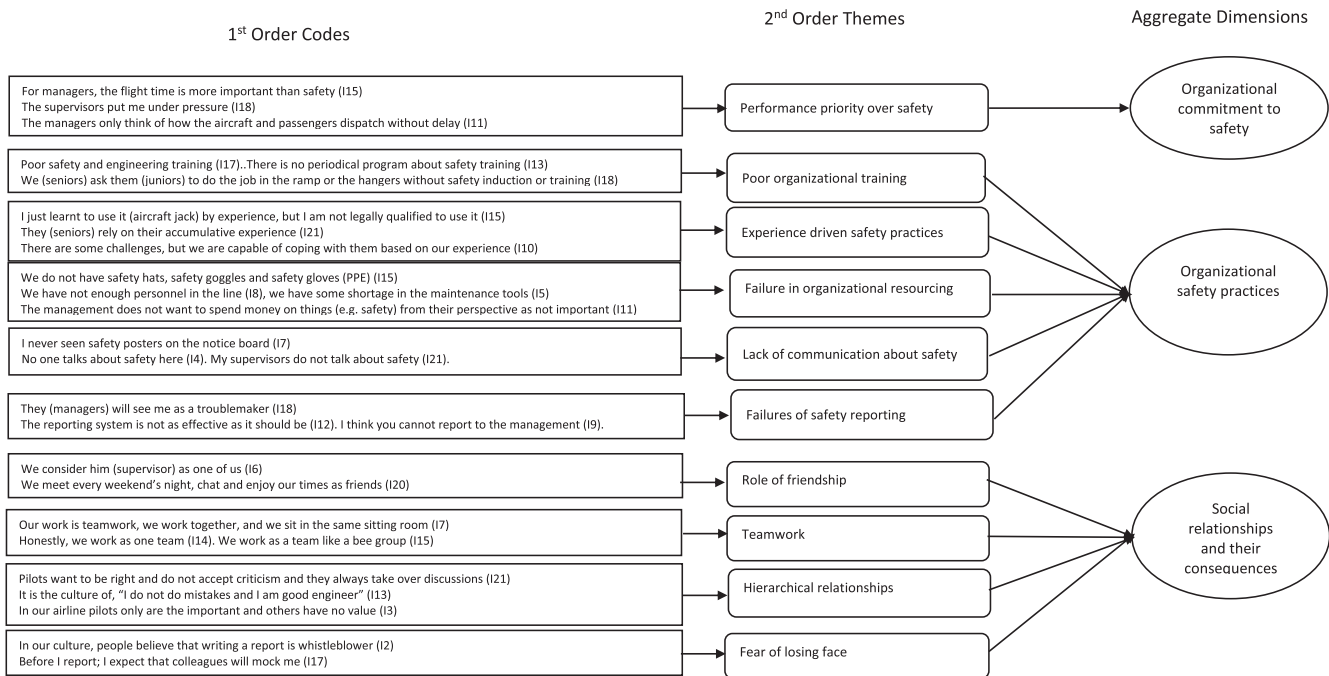 1st Order Codes
2nd Order Themes
Aggregate Dimensions
For managers, the flight time is more important than safety (I15)
The supervisors put me under pressure (I18)
The managers only think of how the aircraft and passengers dispatch without delay (I11)
Performance priority over safety
Organizational
commitment to
safety
Poor safety and engineering training (I17)..There is no periodical program about safety training (I13)
We (seniors) ask them (juniors) to do the job in the ramp or the hangers without safety induction or training (I18)
Poor organizational training
I just learnt to use it (aircraft jack) by experience, but I am not legally qualified to use it (I15)
They (seniors) rely on their accumulative experience (I21)
There are some challenges, but we are capable of coping with them based on our experience (I10)
Experience driven safety practices
We do not have safety hats, safety goggles and safety gloves (PPE) (I15)
We have not enough personnel in the line (I8), we have some shortage in the maintenance tools (I5)
The management does not want to spend money on things (e.g. safety) from their perspective as not important (I11)
Failure in organizational resourcing
Organizational
safety practices
I never seen safety posters on the notice board (I7)
No one talks about safety here (I4). My supervisors do not talk about safety (I21).
Lack of communication about safety
They (managers) will see me as a troublemaker (I18)
The reporting system is not as effective as it should be (I12). I think you cannot report to the management (I9).
Failures of safety reporting
We consider him (supervisor) as one of us (I6)
We meet every weekend's night, chat and enjoy our times as friends (I20)
Role of friendship
Our work is teamwork, we work together, and we sit in the same sitting room (I7)
Honestly, we work as one team (I14). We work as a team like a bee group (I15)
Teamwork
Social
relationships
and their
consequences
Pilots want to be right and do not accept criticism and they always take over discussions (I21)
It is the culture of, "I do not do mistakes and I am good engineer" (I13)
In our airline pilots only are the important and others have no value (I3)
Hierarchical relationships
In our culture, people believe that writing a report is whistleblower (I2)
Before I report; I expect that colleagues will mock me (I17)
Fear of losing face